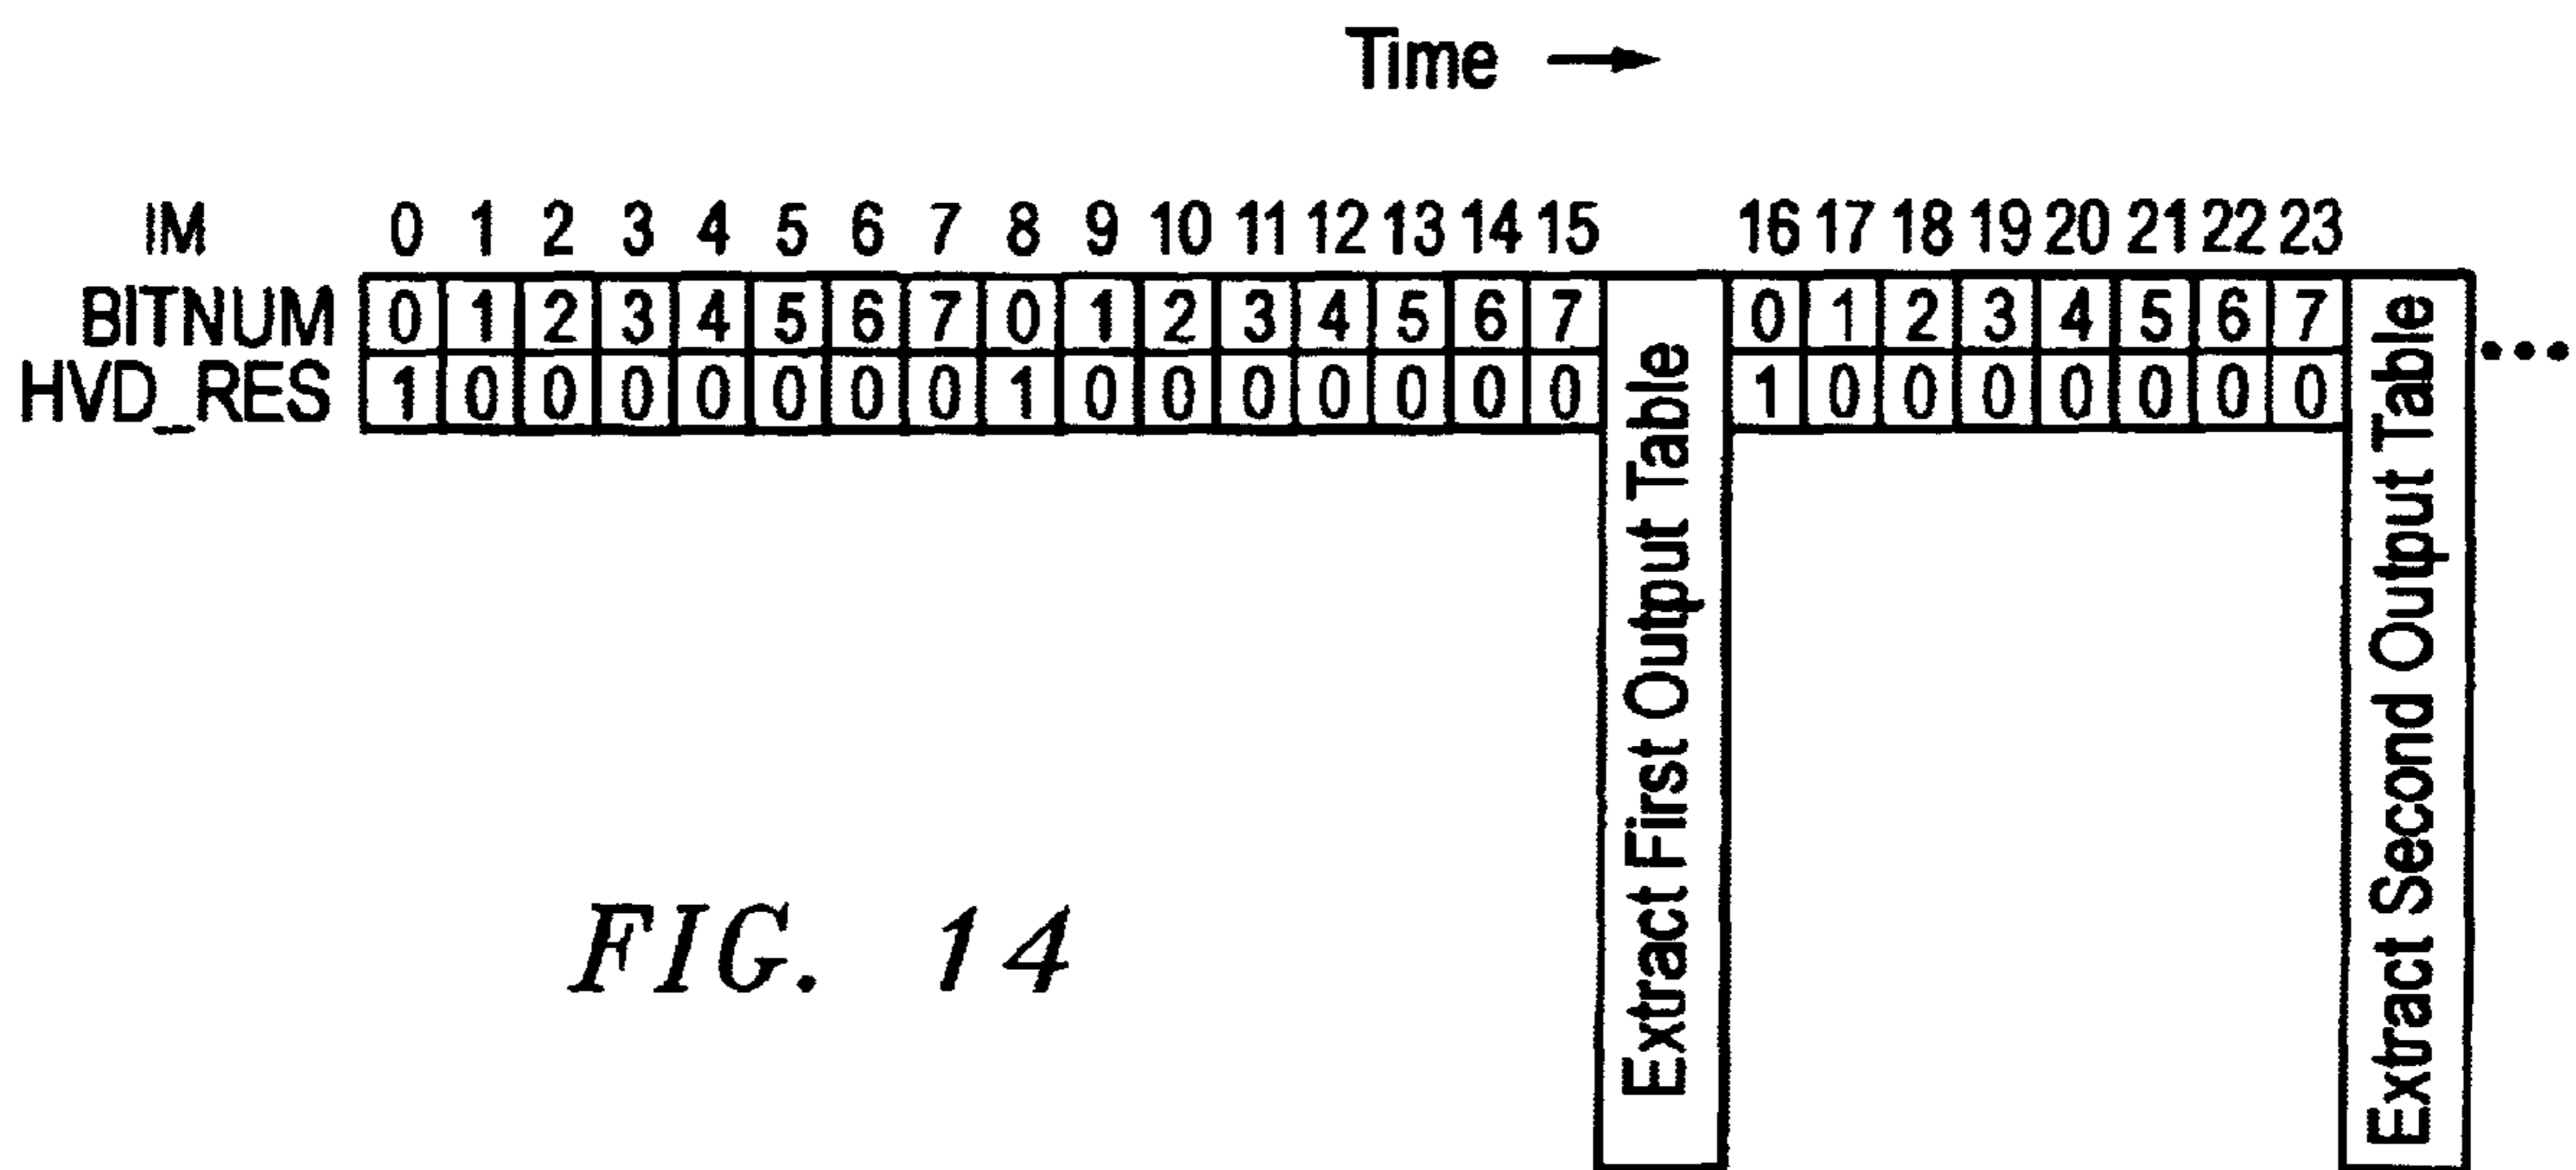 Time →
IM 0 1 2 3 4 5 6 7 8 9 10 11 12 13 14 15 16 17 18 19 20 21 22 23
BITNUM 0 1 2 3 4 5 6 7 0 1 2 3 4 5 6 7 0 1 2 3 4 5 6 7
HVD_RES 1 0 0 0 0 0 0 0 1 0 0 0 0 0 0 0 1 0 0 0 0 0 0 0
Extract First Output Table
Extract Second Output Table
...
FIG. 14